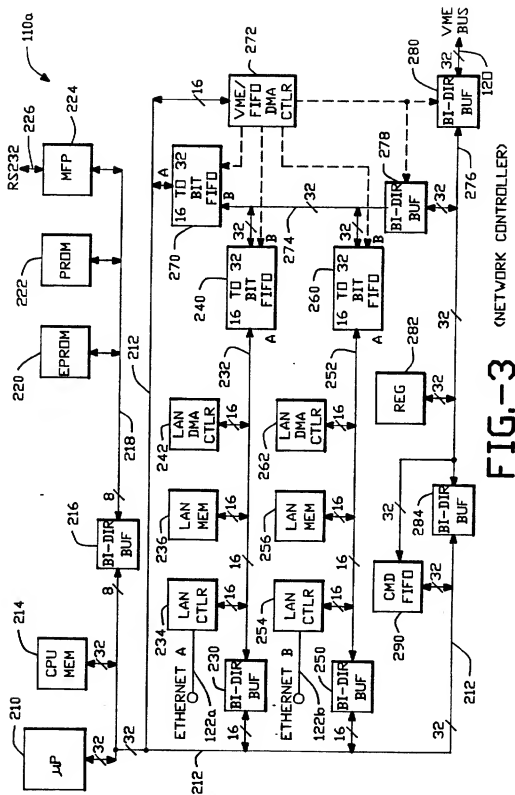 110a
RS232
226
224
MFP
222
PROM
220
EPROM
212
218
8
216
BI-DIR
BUF
8
214
CPU
MEM
32
210
µP
32
32
272
VME/
FIFO
DMA
CTLR
16
A
16 TO 32
BIT
FIFO
B
270
32
274
32
240
16 TO 32
BIT
FIFO
A
B
32
260
16 TO 32
BIT
FIFO
A
B
278
BI-DIR
BUF
32
280
BI-DIR
BUF
276
32
VME
BUS
120
232
242
LAN
DMA
CTLR
16
236
LAN
MEM
16
234
LAN
CTLR
16
16
ETHERNET A
122a
230
BI-DIR
BUF
16
252
262
LAN
DMA
CTLR
16
256
LAN
MEM
16
254
LAN
CTLR
16
16
ETHERNET B
122b
250
BI-DIR
BUF
16
212
282
REG
32
32
32
284
BI-DIR
BUF
290
CMD
FIFO
32
212
32
FIG.-3
(NETWORK CONTROLLER)